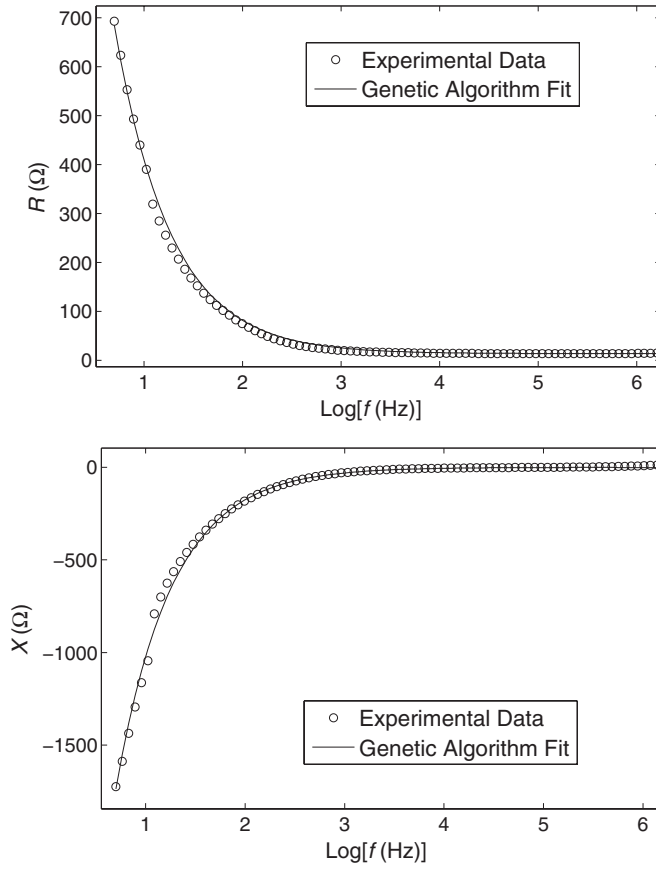 700
600
500
400
300
200
100
0
R (Ω)
Experimental Data
Genetic Algorithm Fit
1 2 3 4 5 6
Log[f (Hz)]
0
−500
−1000
−1500
X (Ω)
Experimental Data
Genetic Algorithm Fit
1 2 3 4 5 6
Log[f (Hz)]